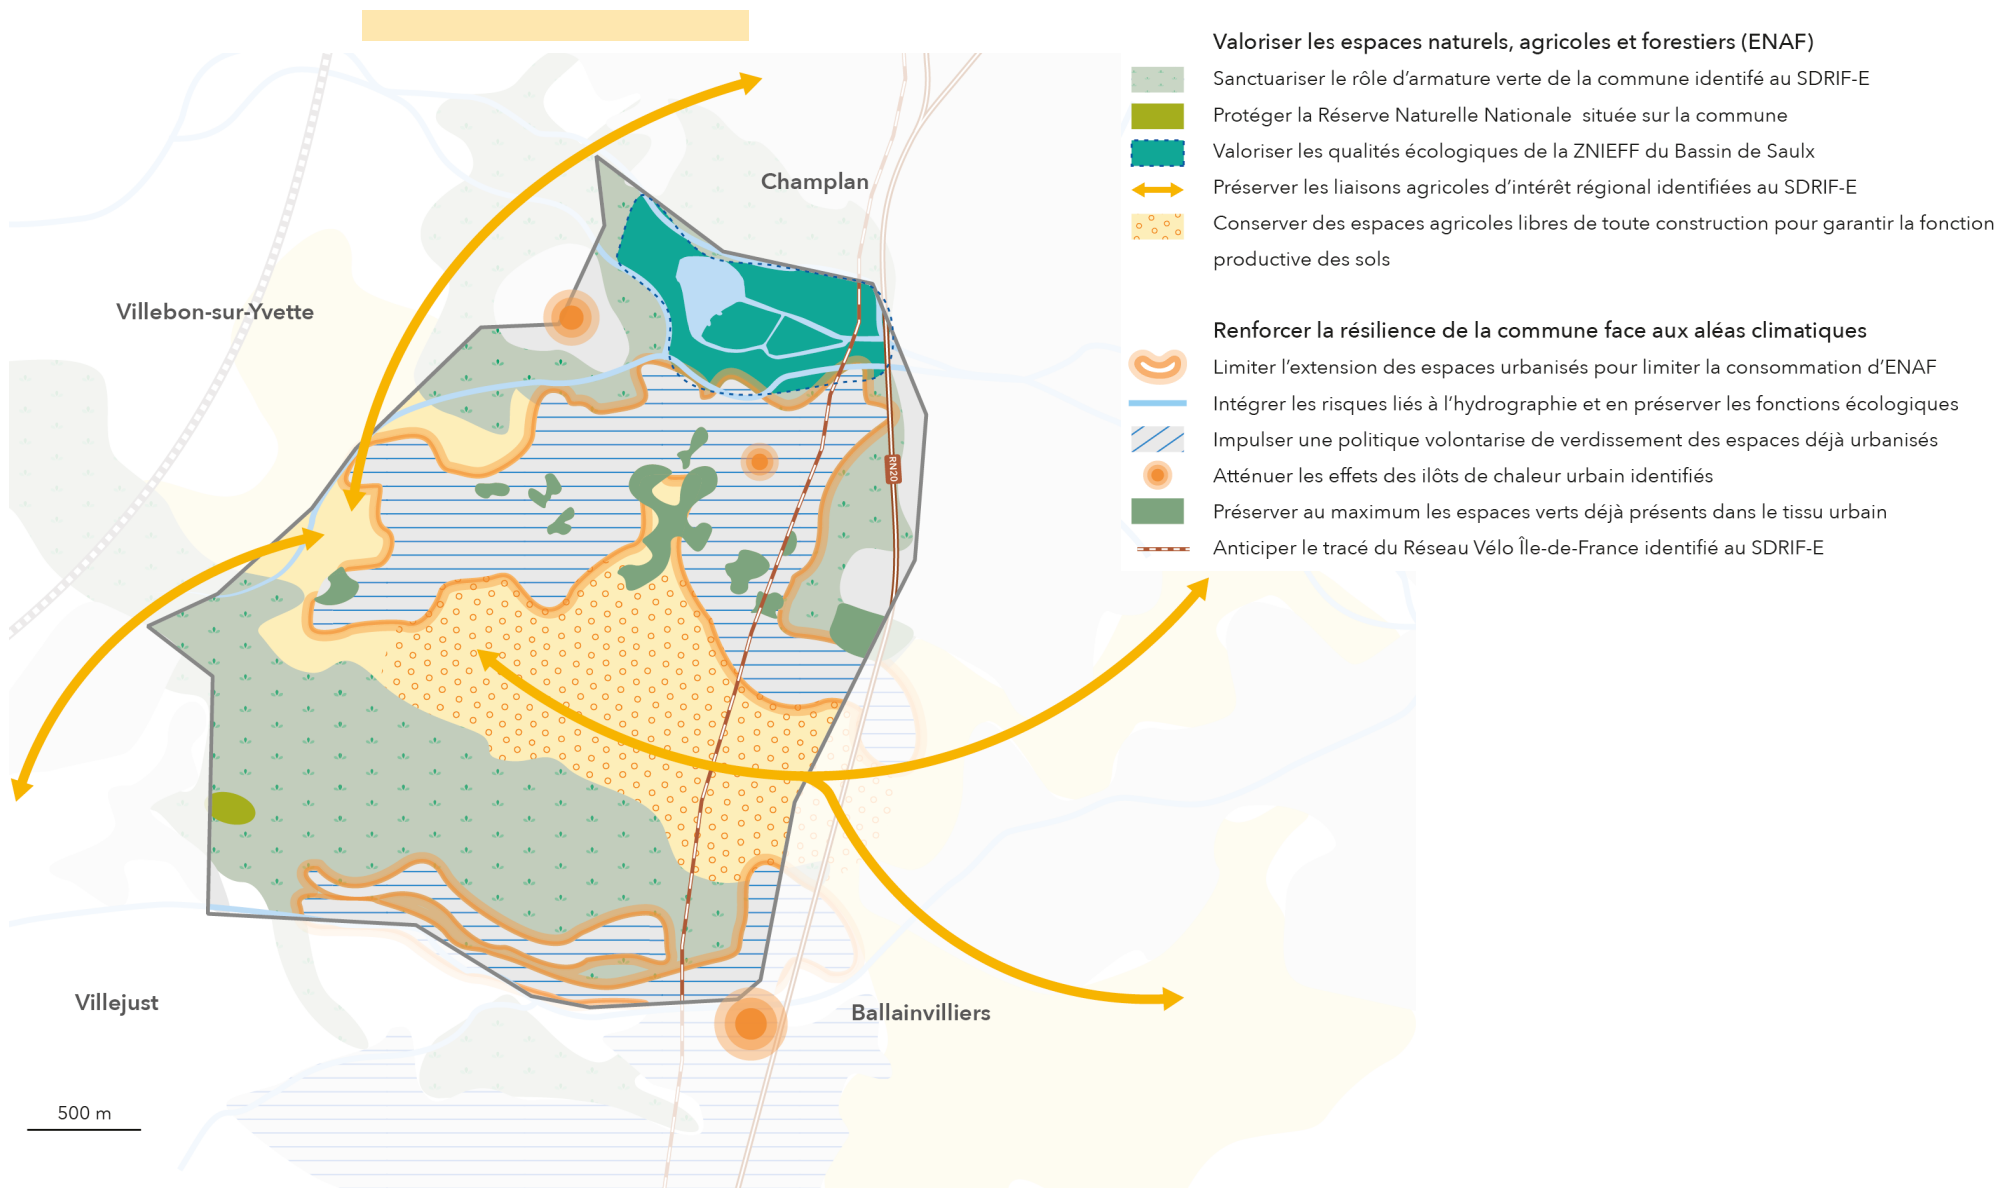 Valoriser les espaces naturels, agricoles et forestiers (ENAF)
Sanctuariser le rôle d’armature verte de la commune identifé au SDRIF-E
Protéger la Réserve Naturelle Nationale située sur la commune
Valoriser les qualités écologiques de la ZNIEFF du Bassin de Saulx
Préserver les liaisons agricoles d’intérêt régional identifiées au SDRIF-E
Conserver des espaces agricoles libres de toute construction pour garantir la fonction
productive des sols
Renforcer la résilience de la commune face aux aléas climatiques
Limiter l’extension des espaces urbanisés pour limiter la consommation d’ENAF
Intégrer les risques liés à l’hydrographie et en préserver les fonctions écologiques
Impulser une politique volontarise de verdissement des espaces déjà urbanisés
Atténuer les effets des ilôts de chaleur urbain identifiés
Préserver au maximum les espaces verts déjà présents dans le tissu urbain
Anticiper le tracé du Réseau Vélo Île-de-France identifié au SDRIF-E
Champlan
Villebon-sur-Yvette
RN20
Villejust
Ballainvilliers
500 m